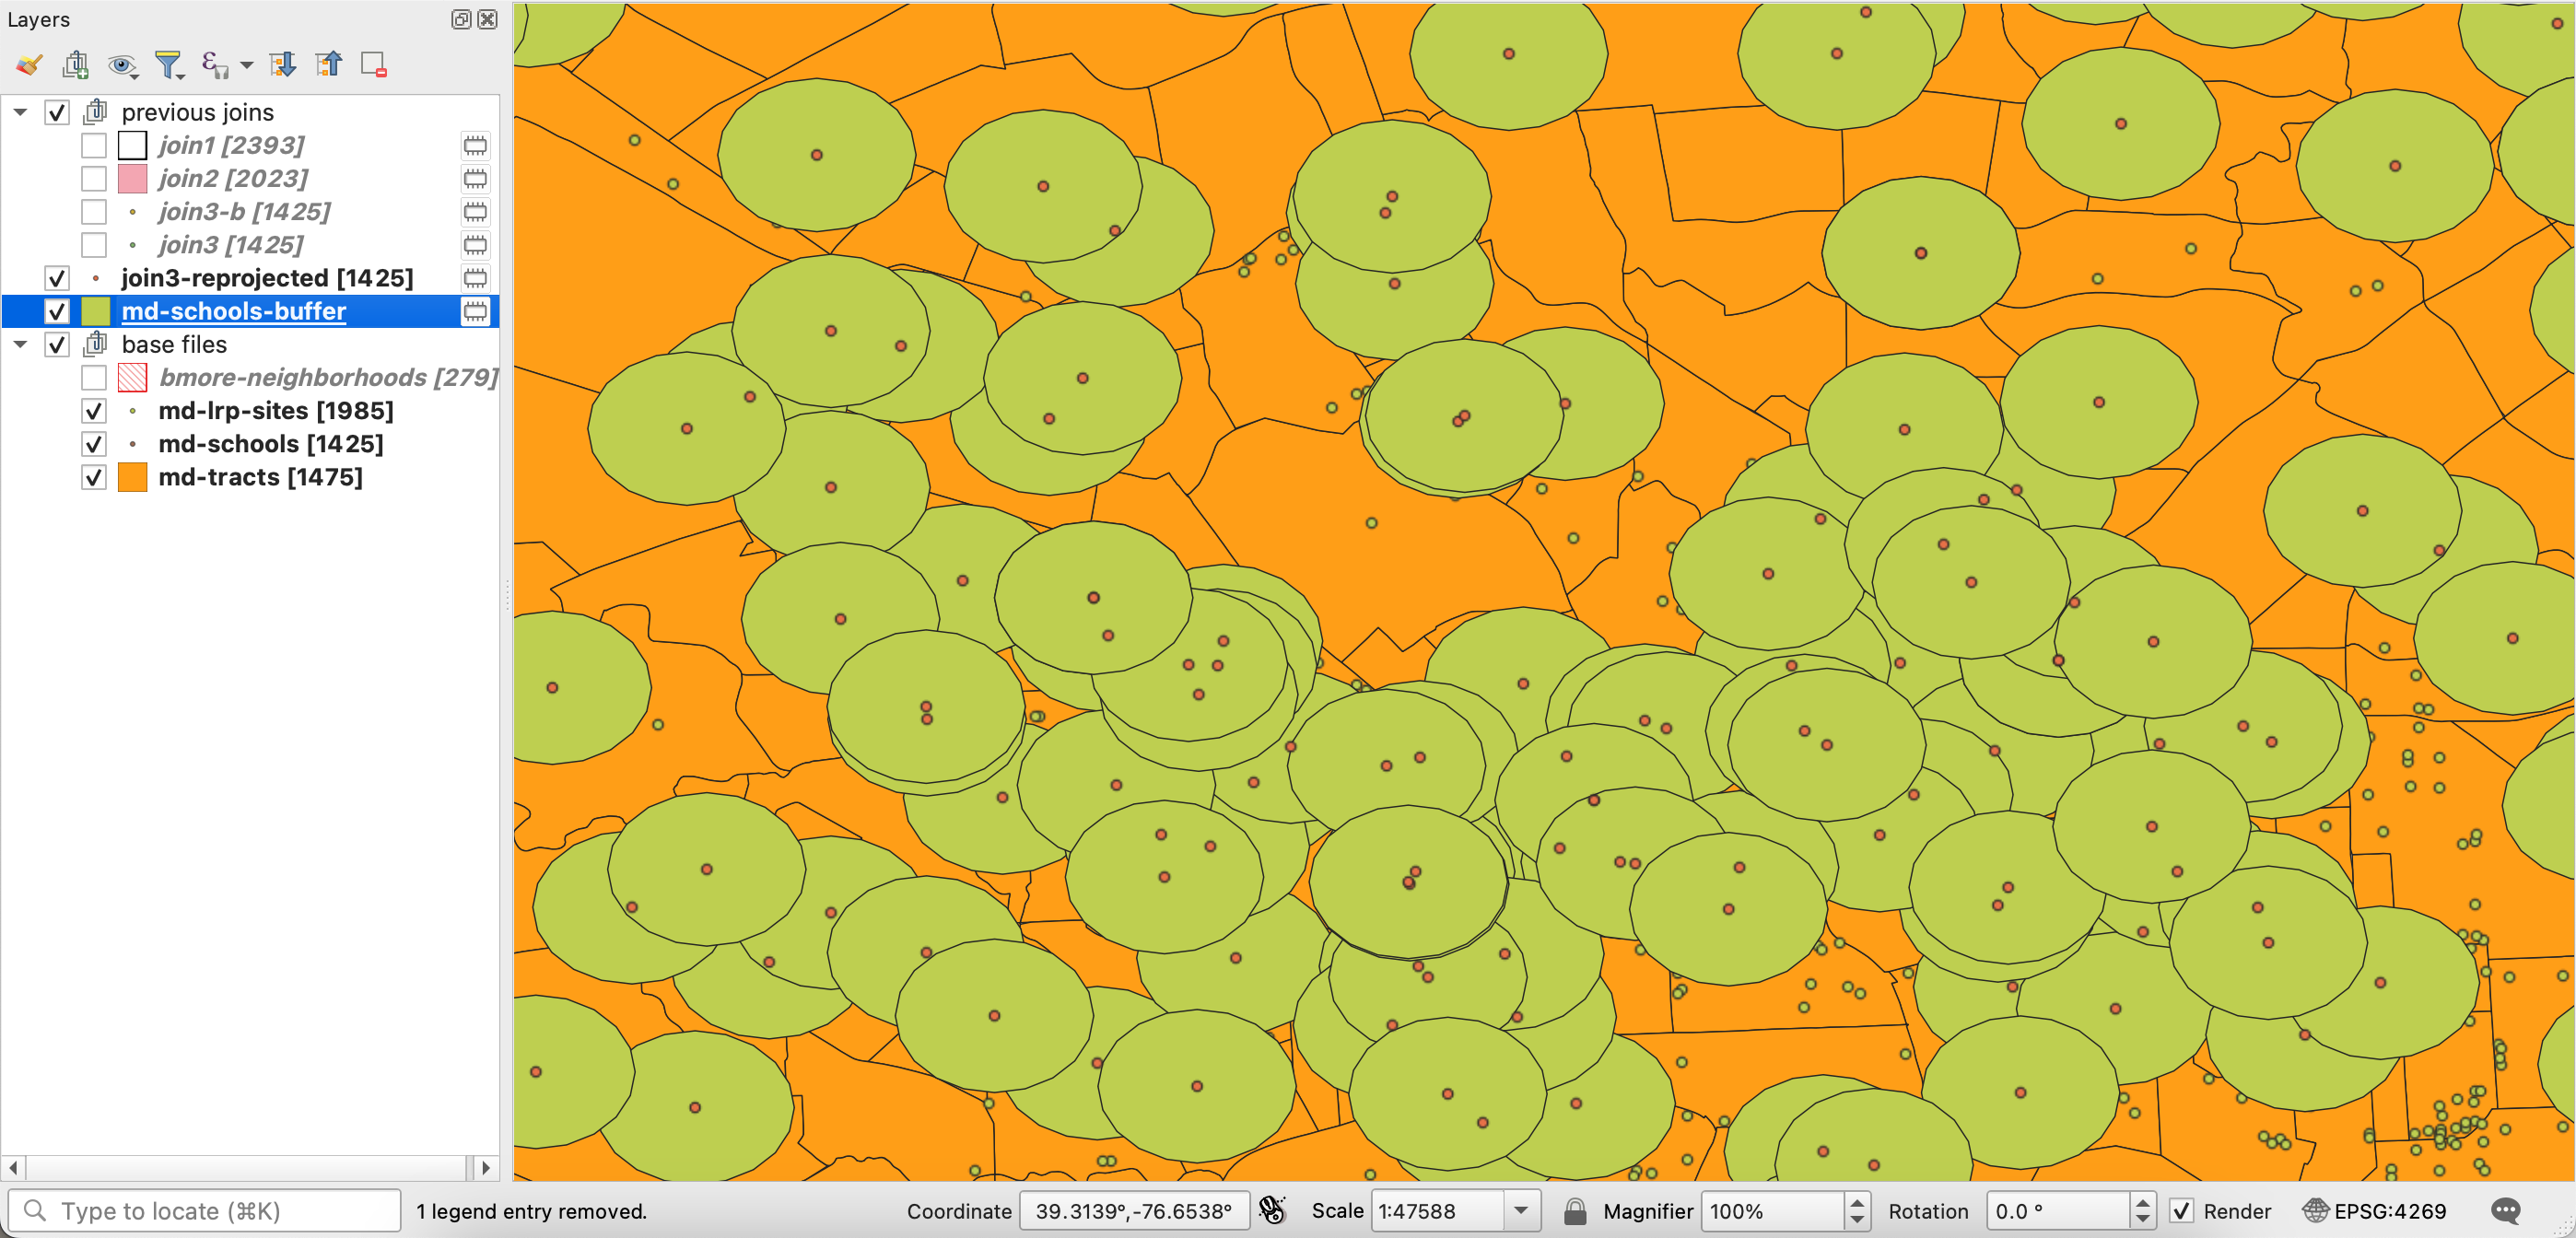 Layers
previous joins
join1 [2393]
join2 [2023]
join3-b [1425]
join3 [1425]
join3-reprojected [1425]
md-schools-buffer
base files
bmore-neighborhoods [279]
md-lrp-sites [1985]
md-schools [1425]
md-tracts [1475]
Type to locate (⌘K) 1 legend entry removed. Coordinate 39.3139°,-76.6538° Scale 1:47588 Magnifier 100% Rotation 0.0 ° Render EPSG:4269